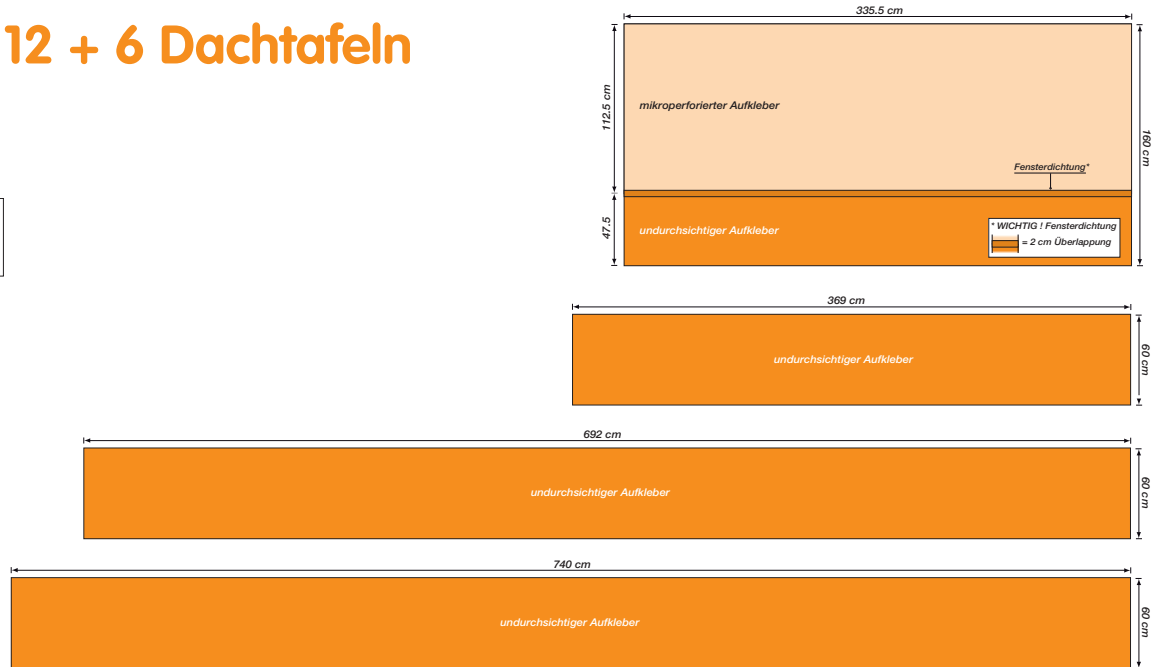 12 + 6 Dachtafeln
335.5 cm
112.5 cm
mikroperforierter Aufkleber
160 cm
Fensterdichtung*
47.5
undurchsichtiger Aufkleber
* WICHTIG ! Fensterdichtung
= 2 cm Überlappung
369 cm
undurchsichtiger Aufkleber
60 cm
692 cm
undurchsichtiger Aufkleber
60 cm
740 cm
undurchsichtiger Aufkleber
60 cm